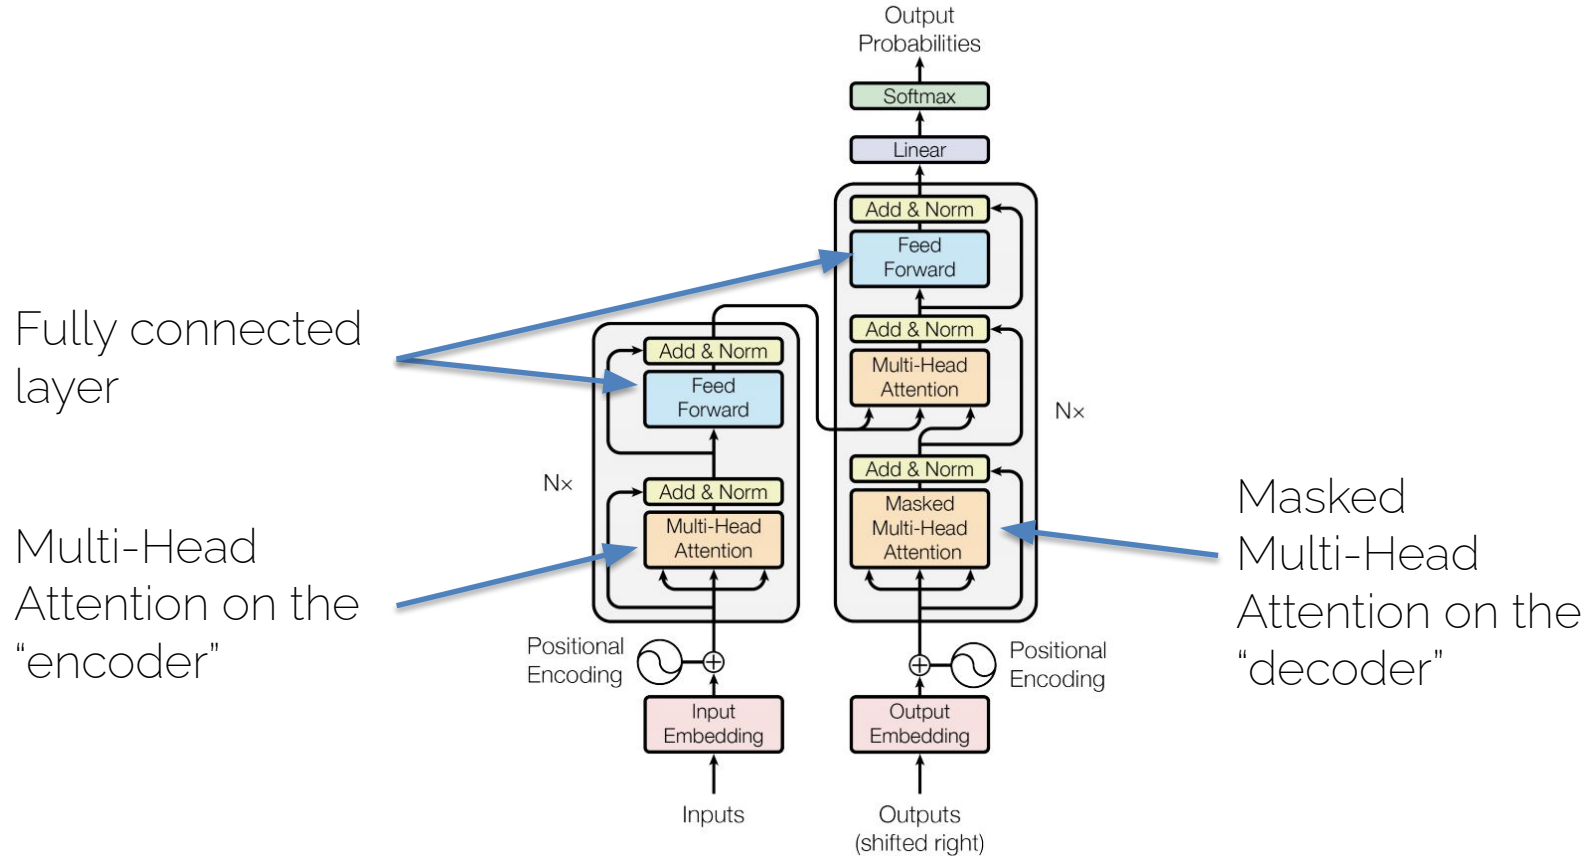 Output
Probabilities
Softmax
Linear
Add & Norm
Feed
Forward
Add & Norm
Multi-Head
Attention
Nx
Add & Norm
Masked
Multi-Head
Attention
Positional
Encoding
Output
Embedding
Outputs
(shifted right)
Add & Norm
Feed
Forward
Nx
Add & Norm
Multi-Head
Attention
Positional
Encoding
Input
Embedding
Inputs
Fully connected
layer
Multi-Head
Attention on the
“encoder”
Masked
Multi-Head
Attention on the
“decoder”